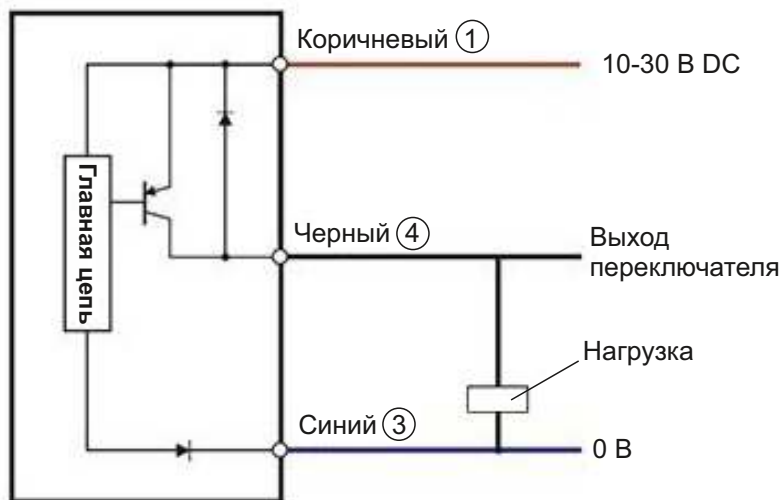 Коричневый 1
10-30 В DC
Главная цепь
Черный 4
Выход
переключателя
Нагрузка
Синий 3
0 В